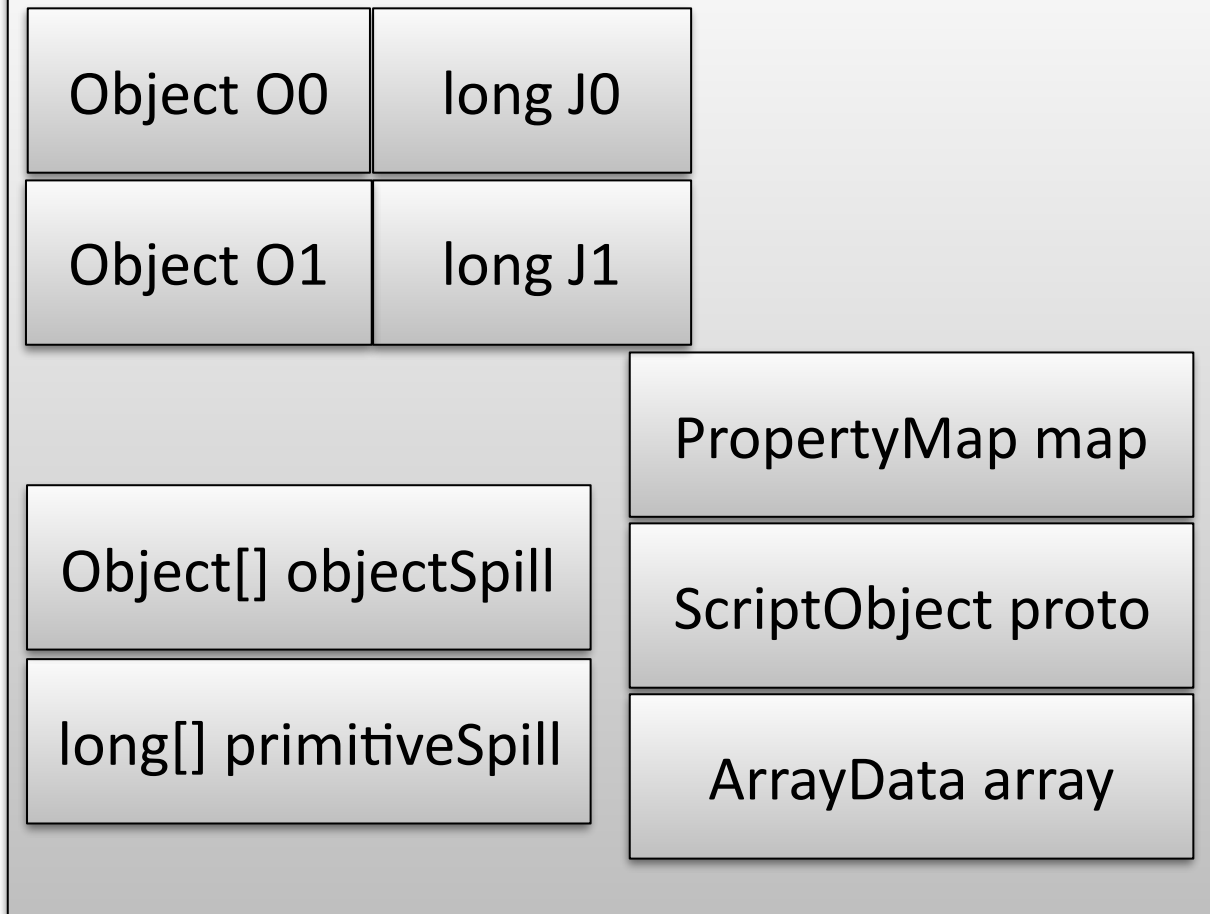 Object O0
long J0
Object O1
long J1
PropertyMap map
Object[] objectSpill
ScriptObject proto
long[] primitiveSpill
ArrayData array